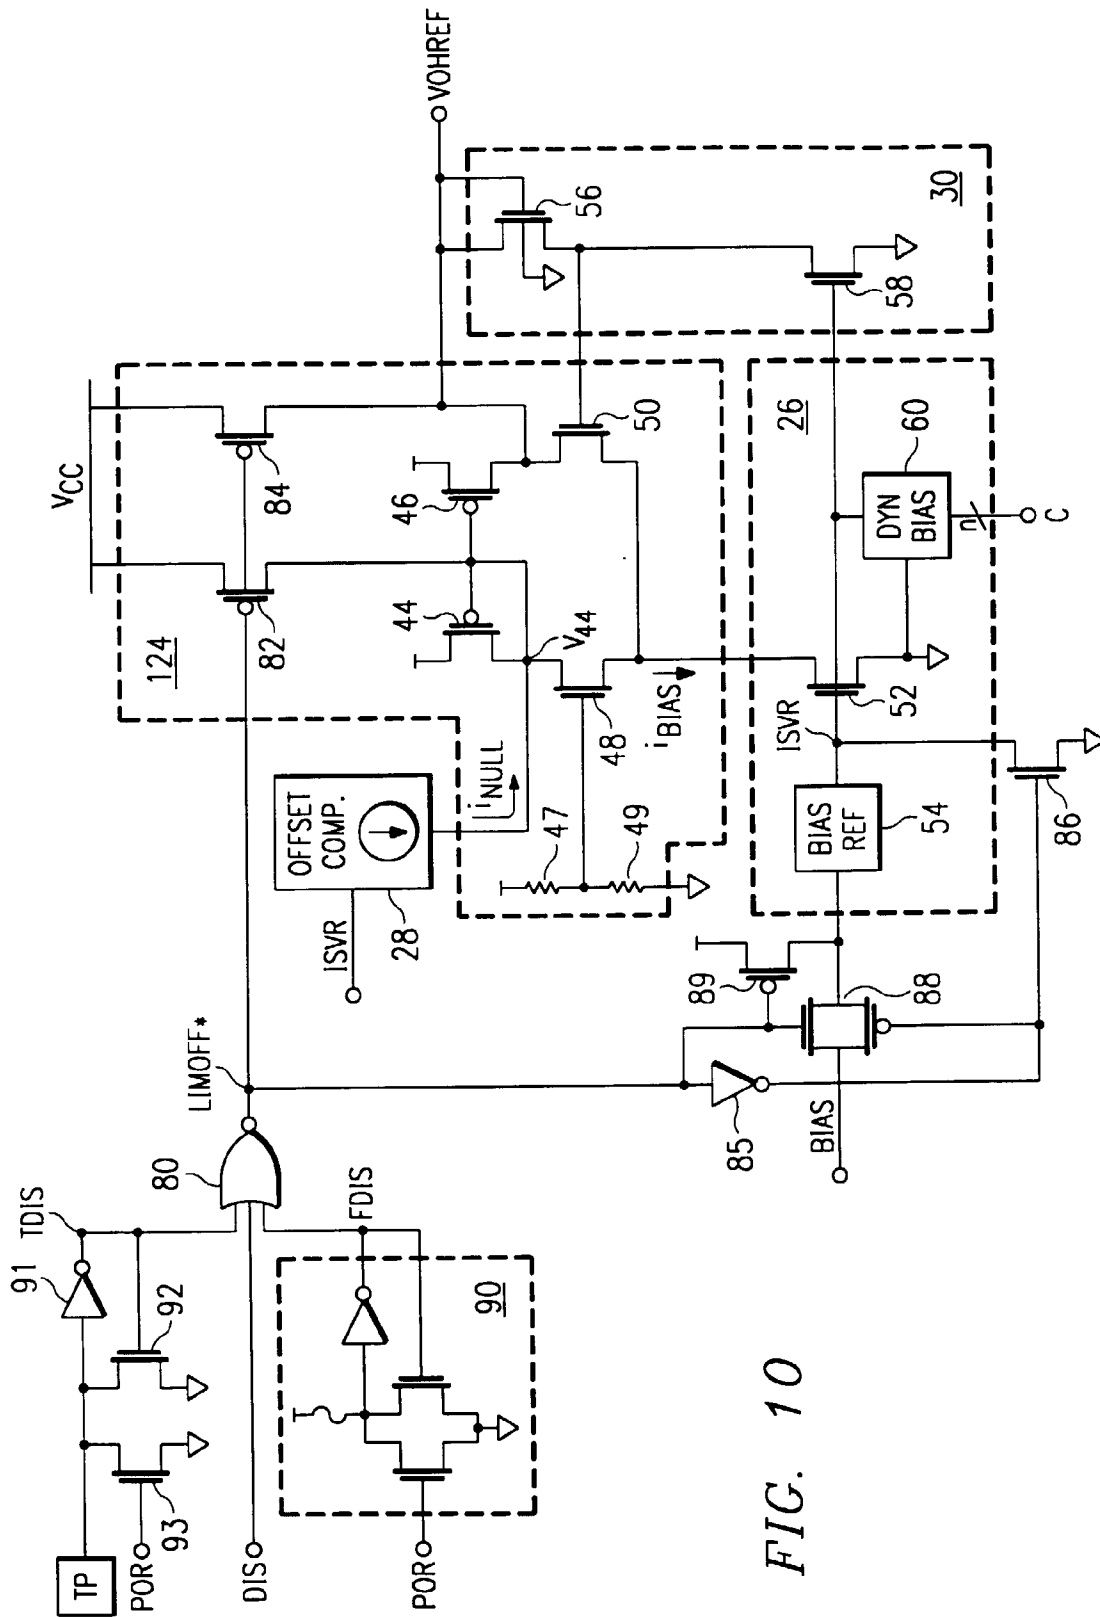 TP
POR
93
92
91
TDIS
DIS
80
LIMOFF*
FDIS
90
POR
VCC
124
82
84
VOHREF
44
46
V44
OFFSET
COMP.
iNULL
ISVR
28
47
49
48
50
iBIAS
56
30
58
26
60
ISVR
BIAS
REF
54
52
DYN
BIAS
n
C
89
88
85
BIAS
86
FIG. 10